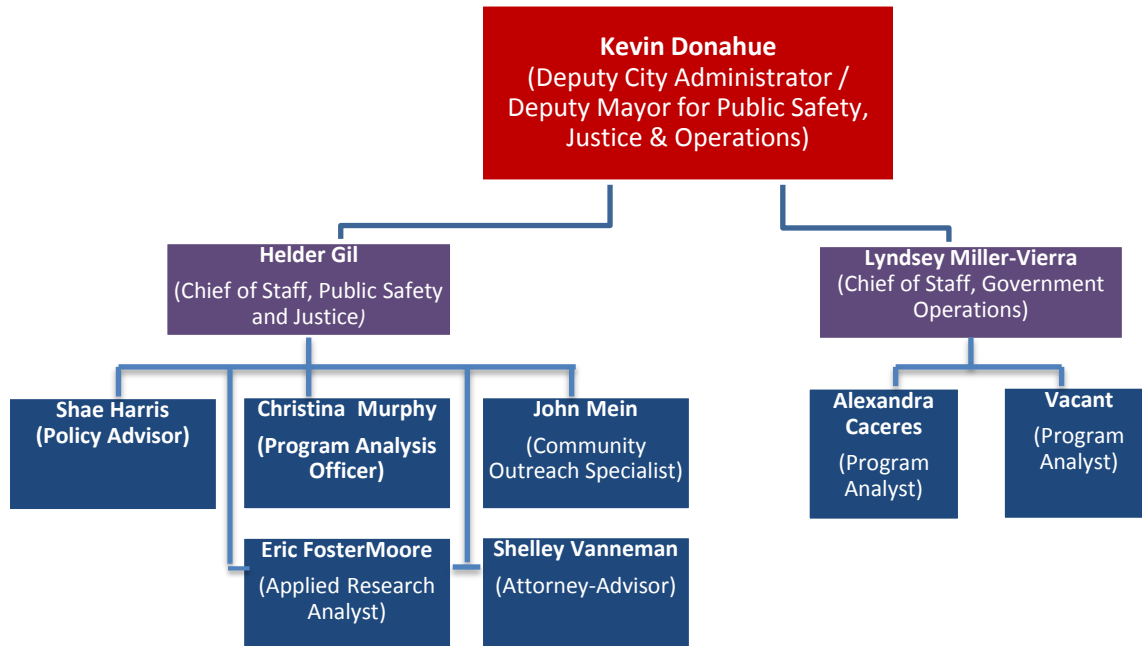 Kevin Donahue
(Deputy City Administrator /
Deputy Mayor for Public Safety,
Justice & Operations)
Helder Gil
(Chief of Staff, Public Safety
and Justice)
Lyndsey Miller-Vierra
(Chief of Staff, Government
Operations)
Shae Harris
(Policy Advisor)
Christina Murphy
(Program Analysis
Officer)
John Mein
(Community
Outreach Specialist)
Alexandra
Caceres
(Program
Analyst)
Vacant
(Program
Analyst)
Eric FosterMoore
(Applied Research
Analyst)
Shelley Vanneman
(Attorney-Advisor)